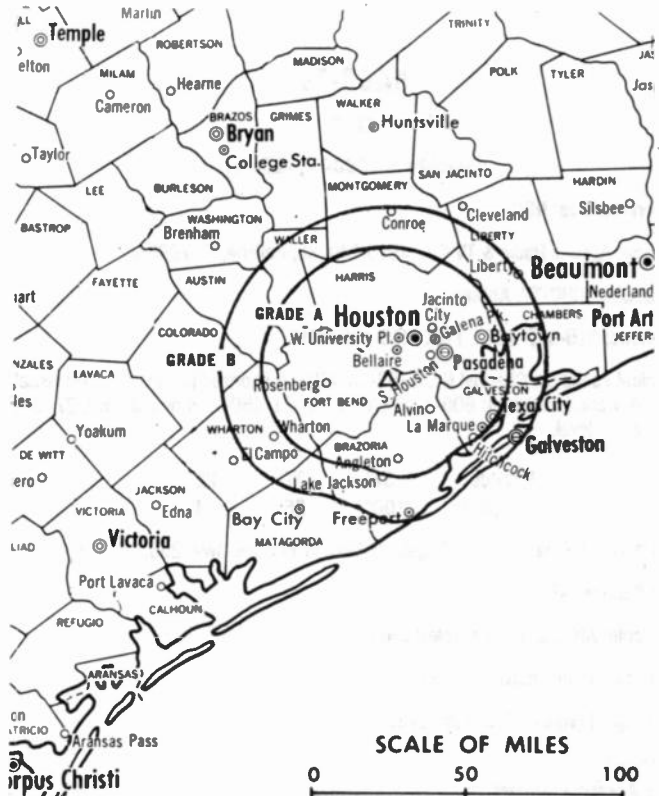 Martin
TRINITY
Temple
ROBERTSON
MADISON
POLK
TYLER
elton
MILAM
Hearne
WALKER
Cameron
BRAZOS
GRIMES
Huntsville
Bryan
Taylor
College Sta.
SAN JACINTO
LEE
BURLESON
MONTGOMERY
HARDIN
Silsbee
WASHINGTON
Conroe
Cleveland
BASTROP
Brenham
WALLER
LIBERTY
Liberty
Beaumont
FAYETTE
AUSTIN
HARRIS
Nederland
GRADE A
Houston
Jacinto
City
Galena Pk.
CHAMBERS
Port Art
COLORADO
W. University Pl.
Baytown
JEFFER
GRADE B
Bellaire
Pasadena
LAVACA
Rosenberg
S. Houston
GALVESTON
FORT BEND
Alvin
Texas City
La Marque
Yoakum
WHARTON
Wharton
Galveston
DE WITT
El Campo
BRAZORIA
Angleton
Hitchcock
Lake Jackson
JACKSON
VICTORIA
Edna
Bay City
Freeport
Victoria
MATAGORDA
Port Lavaca
CALHOUN
REFUGIO
ARANSAS
Aransas Pass
orpus Christi
SCALE OF MILES
0 50 100